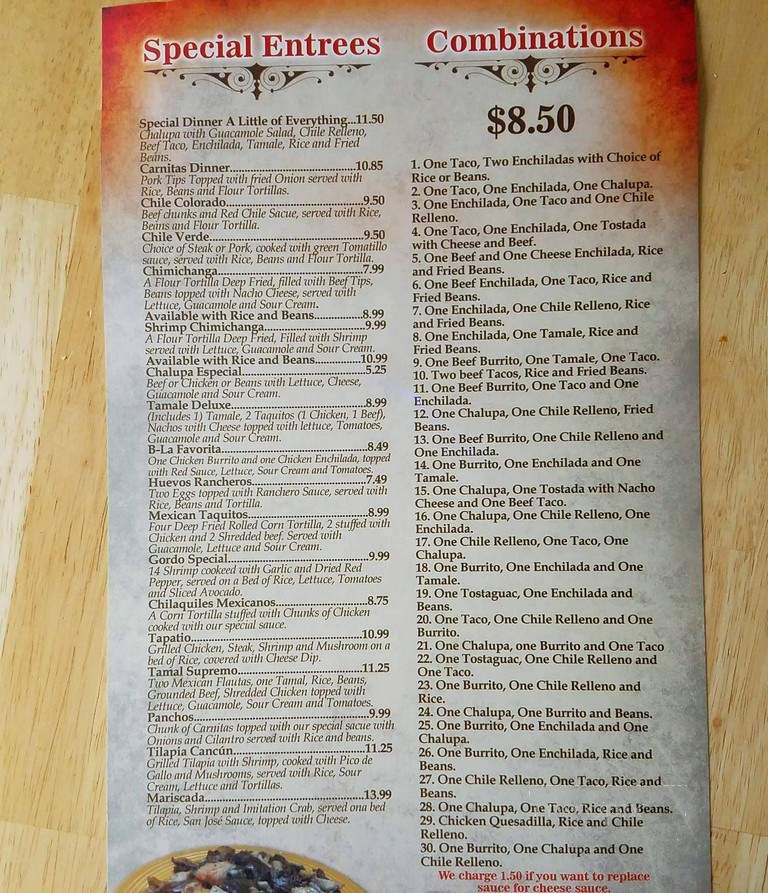 Special Entrees
Special Dinner A Little of Everything...11.50
Chalupa with Guacamole Salad, Chile Relleno,
Beef Taco, Enchilada, Tamale, Rice and Fried
Beans.
Carnitas Dinner...............................10.85
Pork Tips Topped with fried Onion served with
Rice, Beans and Flour Tortillas.
Chile Colorado..................................9.50
Beef chunks and Red Chile Sacue, served with Rice,
Beans and Flour Tortilla.
Chile Verde......................................9.50
Choice of Steak or Pork, cooked with green Tomatillo
sauce, served with Rice, Beans and Flour Tortilla.
Chimichanga....................................7.99
A Flour Tortilla Deep Fried, filled with Beef Tips,
Beans topped with Nacho Cheese, served with
Lettuce, Guacamole and Sour Cream.
Available with Rice and Beans...................8.99
Shrimp Chimichanga.........................9.99
A Flour Tortilla Deep Fried, Filled with Shrimp
served with Lettuce, Guacamole and Sour Cream.
Available with Rice and Beans..................10.99
Chalupa Especial..............................5.25
Beef or Chicken or Beans with Lettuce, Cheese,
Guacamole and Sour Cream.
Tamale Deluxe..................................8.99
(Includes 1) Tamale, 2 Taquitos (1 Chicken, 1 Beef),
Nachos with Cheese topped with lettuce, Tomatoes,
Guacamole and Sour Cream.
B-La Favorita....................................8.49
One Chicken Burrito and one Chicken Enchilada, topped
with Red Sauce, Lettuce, Sour Cream and Tomatoes.
Huevos Rancheros............................7.49
Two Eggs topped with Ranchero Sauce, served with
Rice, Beans and Tortilla.
Mexican Taquitos..............................8.99
Four Deep Fried Rolled Corn Tortilla, 2 stuffed with
Chicken and 2 Shredded beef. Served with
Guacamole, Lettuce and Sour Cream.
Gordo Special...................................9.99
14 Shrimp cookeed with Garlic and Dried Red
Pepper, served on a Bed of Rice, Lettuce, Tomatoes
and Sliced Avocado.
Chilaquiles Mexicanos.......................8.75
A Corn Tortilla stuffed with Chunks of Chicken
cooked with our special sauce.
Tapatio...........................................10.99
Grilled Chicken, Steak, Shrimp and Mushroom on a
bed of Rice, covered with Cheese Dip.
Tamal Supremo...............................11.25
Two Mexican Flautas, one Tamal, Rice, Beans,
Grounded Beef, Shredded Chicken topped with
Lettuce, Guacamole, Sour Cream and Tomatoes.
Panchos...........................................9.99
Chunk of Carnitas topped with our special sacue with
Onions and Cilantro served with Rice and beans.
Tilapia Cancún................................11.25
Grilled Tilapia with Shrimp, cooked with Pico de
Gallo and Mushrooms, served with Rice, Sour
Cream, Lettuce and Tortillas.
Mariscada.......................................13.99
Tilapia, Shrimp and Imitation Crab, served ona bed
of Rice, San José Sauce, topped with Cheese.
Combinations
$8.50
1. One Taco, Two Enchiladas with Choice of
Rice or Beans.
2. One Taco, One Enchilada, One Chalupa.
3. One Enchilada, One Taco and One Chile
Relleno.
4. One Taco, One Enchilada, One Tostada
with Cheese and Beef.
5. One Beef and One Cheese Enchilada, Rice
and Fried Beans.
6. One Beef Enchilada, One Taco, Rice and
Fried Beans.
7. One Enchilada, One Chile Relleno, Rice
and Fried Beans.
8. One Enchilada, One Tamale, Rice and
Fried Beans.
9. One Beef Burrito, One Tamale, One Taco.
10. Two beef Tacos, Rice and Fried Beans.
11. One Beef Burrito, One Taco and One
Enchilada.
12. One Chalupa, One Chile Relleno, Fried
Beans.
13. One Beef Burrito, One Chile Relleno and
One Enchilada.
14. One Burrito, One Enchilada and One
Tamale.
15. One Chalupa, One Tostada with Nacho
Cheese and One Beef Taco.
16. One Chalupa, One Chile Relleno, One
Enchilada.
17. One Chile Relleno, One Taco, One
Chalupa.
18. One Burrito, One Enchilada and One
Tamale.
19. One Tostaguac, One Enchilada and
Beans.
20. One Taco, One Chile Relleno and One
Burrito.
21. One Chalupa, one Burrito and One Taco
22. One Tostaguac, One Chile Relleno and
One Taco.
23. One Burrito, One Chile Relleno and
Rice.
24. One Chalupa, One Burrito and Beans.
25. One Burrito, One Enchilada and One
Chalupa.
26. One Burrito, One Enchilada, Rice and
Beans.
27. One Chile Relleno, One Taco, Rice and
Beans.
28. One Chalupa, One Taco, Rice and Beans.
29. Chicken Quesadilla, Rice and Chile
Relleno.
30. One Burrito, One Chalupa and One
Chile Relleno.
We charge 1.50 if you want to replace
sauce for cheese sauce.